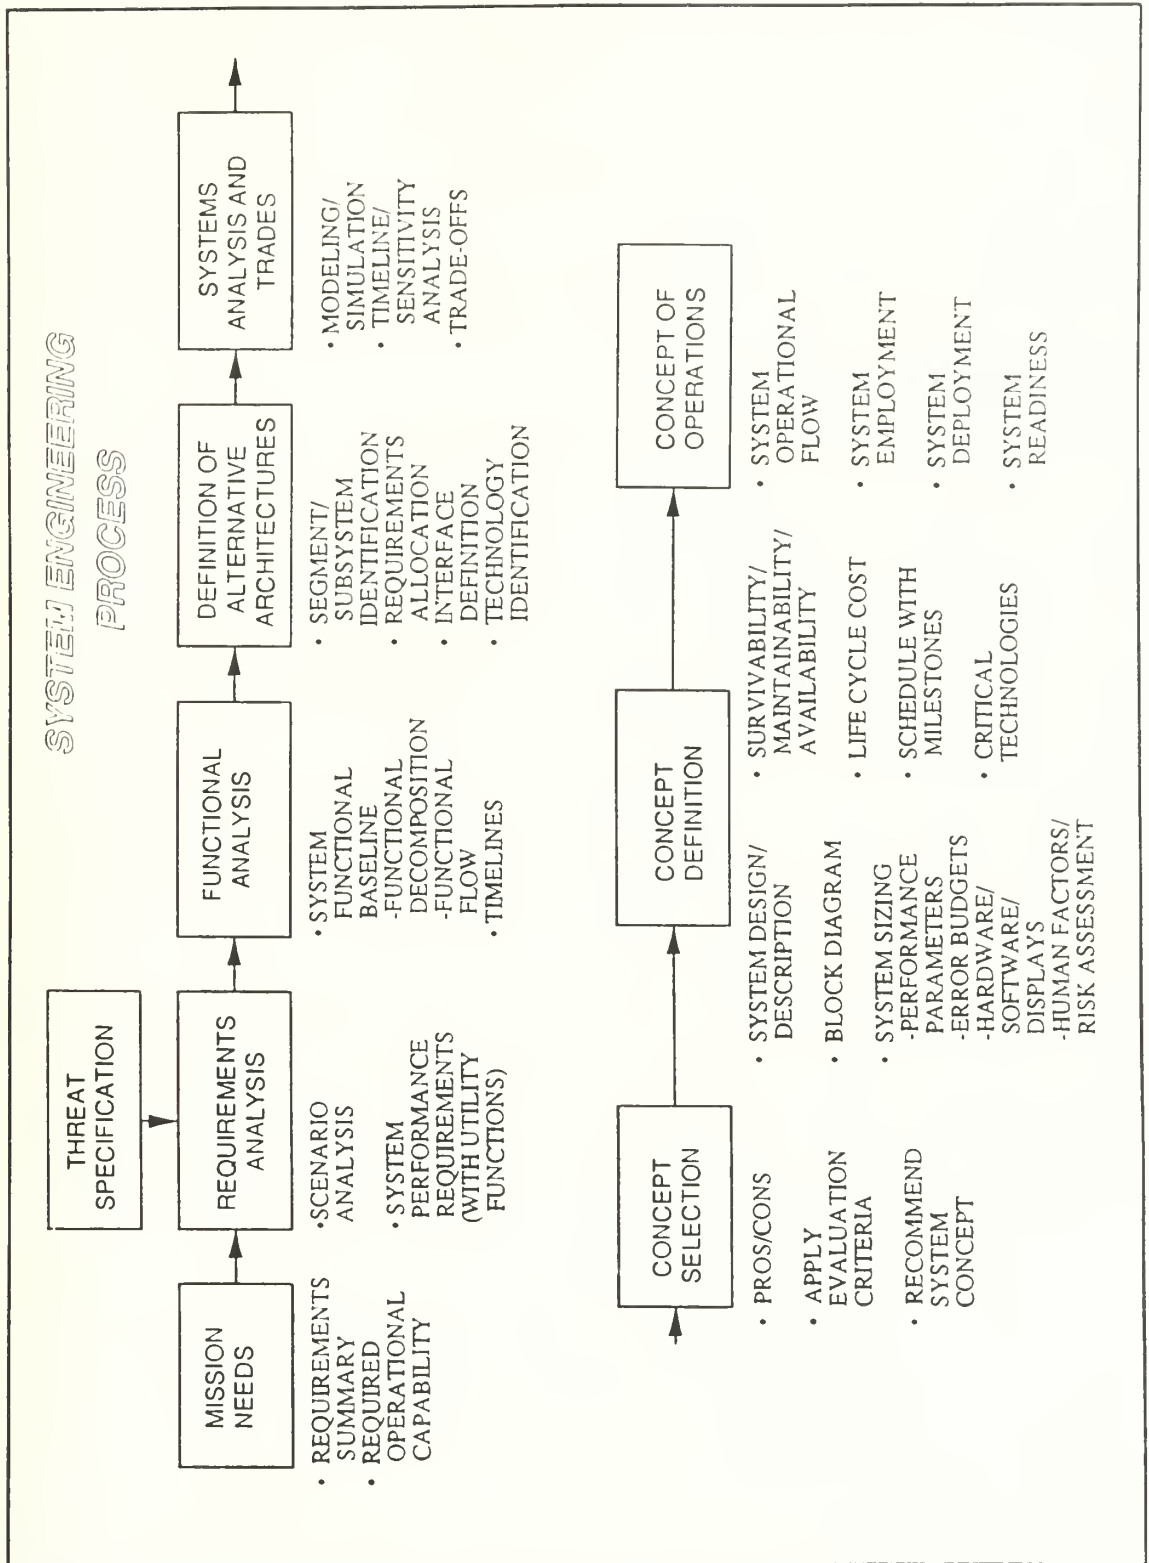 SYSTEM ENGINEERING
PROCESS
THREAT
SPECIFICATION
MISSION
NEEDS
REQUIREMENTS
ANALYSIS
FUNCTIONAL
ANALYSIS
DEFINITION OF
ALTERNATIVE
ARCHITECTURES
SYSTEMS
ANALYSIS AND
TRADES
• REQUIREMENTS
SUMMARY
• REQUIRED
OPERATIONAL
CAPABILITY
•SCENARIO
ANALYSIS
• SYSTEM
PERFORMANCE
REQUIREMENTS
(WITH UTILITY
FUNCTIONS)
•SYSTEM
FUNCTIONAL
BASELINE
-FUNCTIONAL
DECOMPOSITION
-FUNCTIONAL
FLOW
•TIMELINES
• SEGMENT/
SUBSYSTEM
IDENTIFICATION
• REQUIREMENTS
ALLOCATION
• INTERFACE
DEFINITION
• TECHNOLOGY
IDENTIFICATION
• MODELING/
SIMULATION
• TIMELINE/
SENSITIVITY
ANALYSIS
• TRADE-OFFS
CONCEPT
SELECTION
CONCEPT
DEFINITION
CONCEPT OF
OPERATIONS
• PROS/CONS
• APPLY
EVALUATION
CRITERIA
• RECOMMEND
SYSTEM
CONCEPT
• SYSTEM DESIGN/
DESCRIPTION
• BLOCK DIAGRAM
• SYSTEM SIZING
-PERFORMANCE
PARAMETERS
-ERROR BUDGETS
-HARDWARE/
SOFTWARE/
DISPLAYS
-HUMAN FACTORS/
RISK ASSESSMENT
• SURVIVABILITY/
MAINTAINABILITY/
AVAILABILITY
• LIFE CYCLE COST
• SCHEDULE WITH
MILESTONES
• CRITICAL
TECHNOLOGIES
• SYSTEM
OPERATIONAL
FLOW
• SYSTEM
EMPLOYMENT
• SYSTEM
DEPLOYMENT
• SYSTEM
READINESS